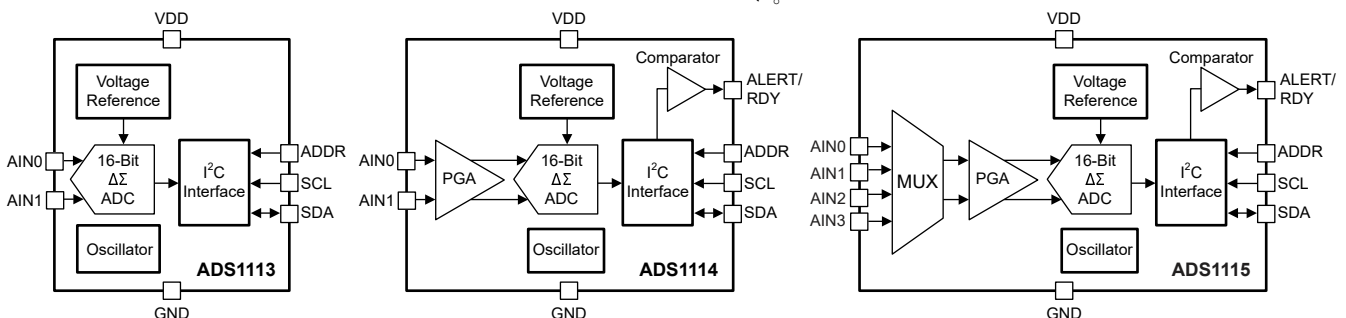 VDD
Voltage
Reference
AIN0
AIN1
16-Bit
ΔΣ
ADC
I²C
Interface
ADDR
SCL
SDA
Oscillator
ADS1113
GND
VDD
Comparator
ALERT/
RDY
Voltage
Reference
AIN0
AIN1
PGA
16-Bit
ΔΣ
ADC
I²C
Interface
ADDR
SCL
SDA
Oscillator
ADS1114
GND
VDD
Comparator
ALERT/
RDY
Voltage
Reference
AIN0
AIN1
AIN2
AIN3
MUX
PGA
16-Bit
ΔΣ
ADC
I²C
Interface
ADDR
SCL
SDA
Oscillator
ADS1115
GND